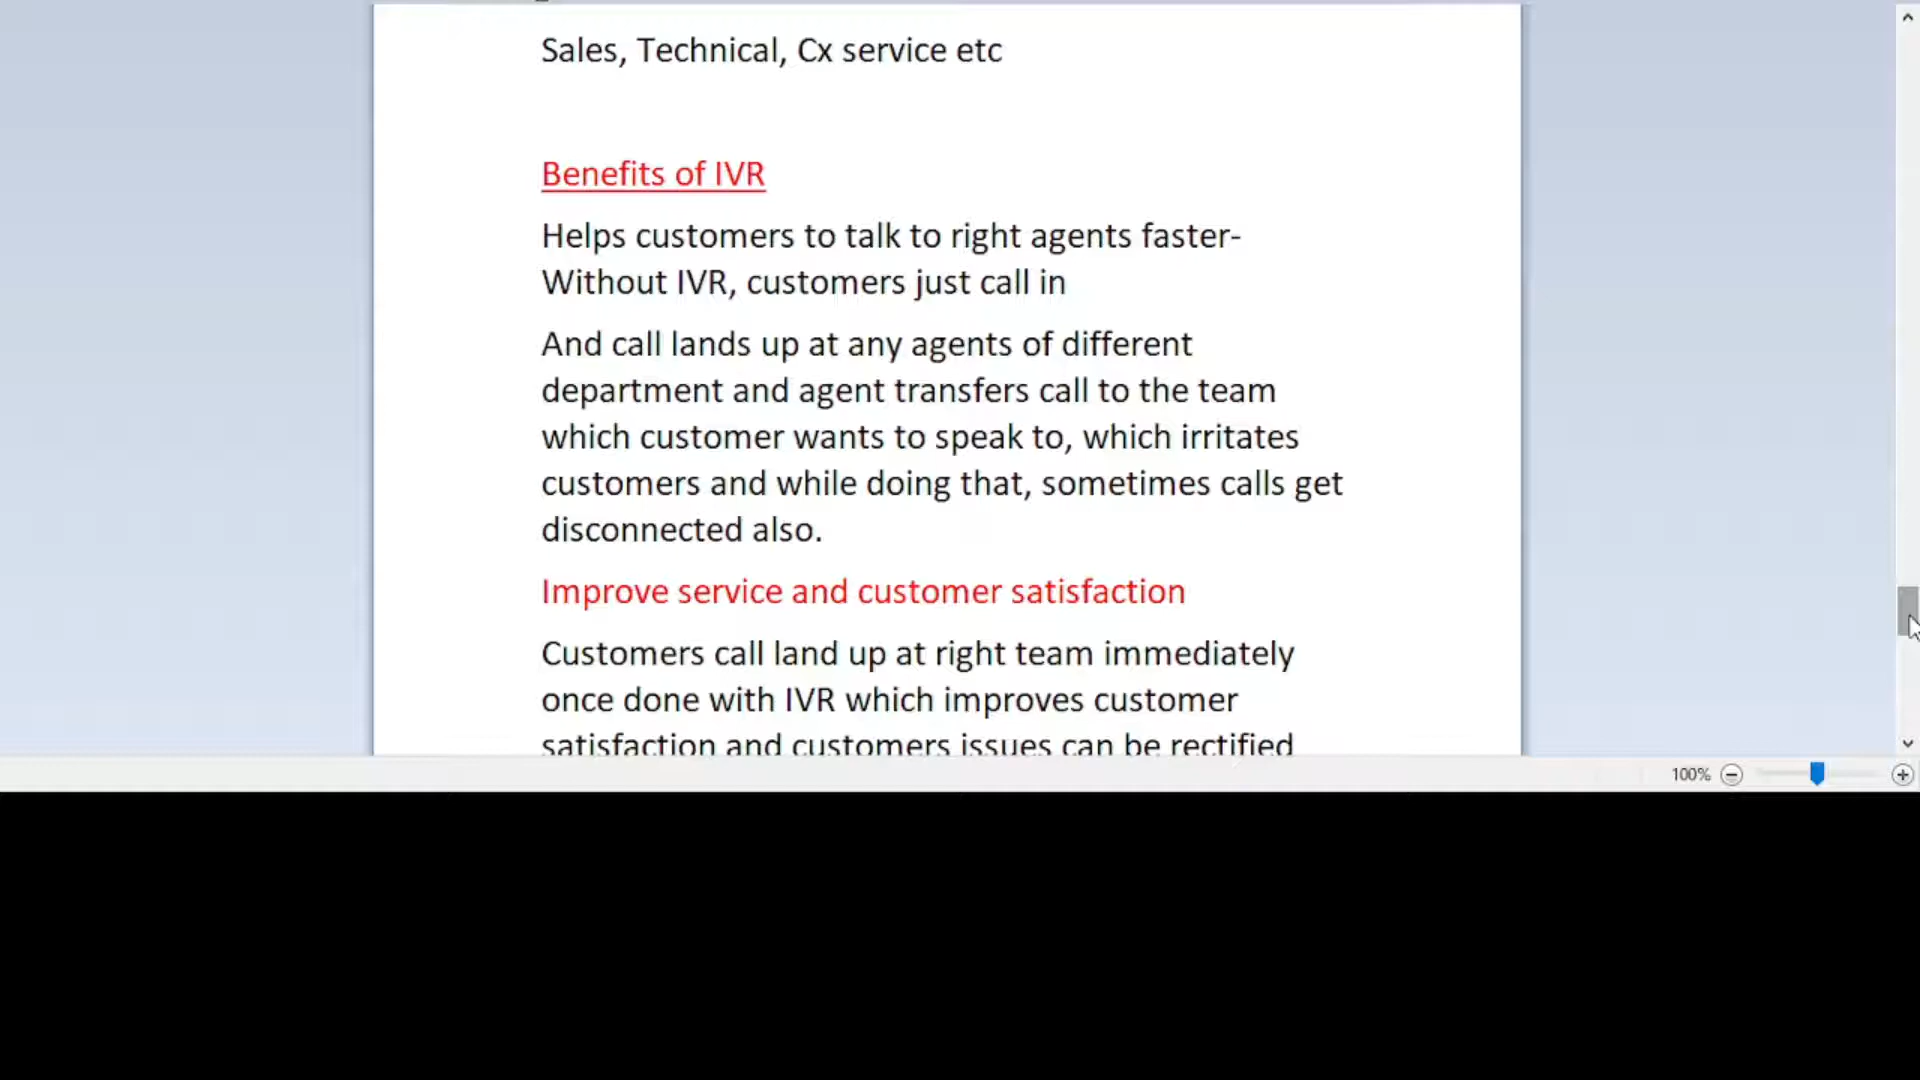 Sales, Technical, Cx service etc
Benefits of IVR
Helps customers to talk to right agents faster-
Without IVR, customers just call in
And call lands up at any agents of different
department and agent transfers call to the team
which customer wants to speak to, which irritates
customers and while doing that, sometimes calls get
disconnected also.
Improve service and customer satisfaction
Customers call land up at right team immediately
once done with IVR which improves customer
satisfaction and customers issues can be rectified
100%